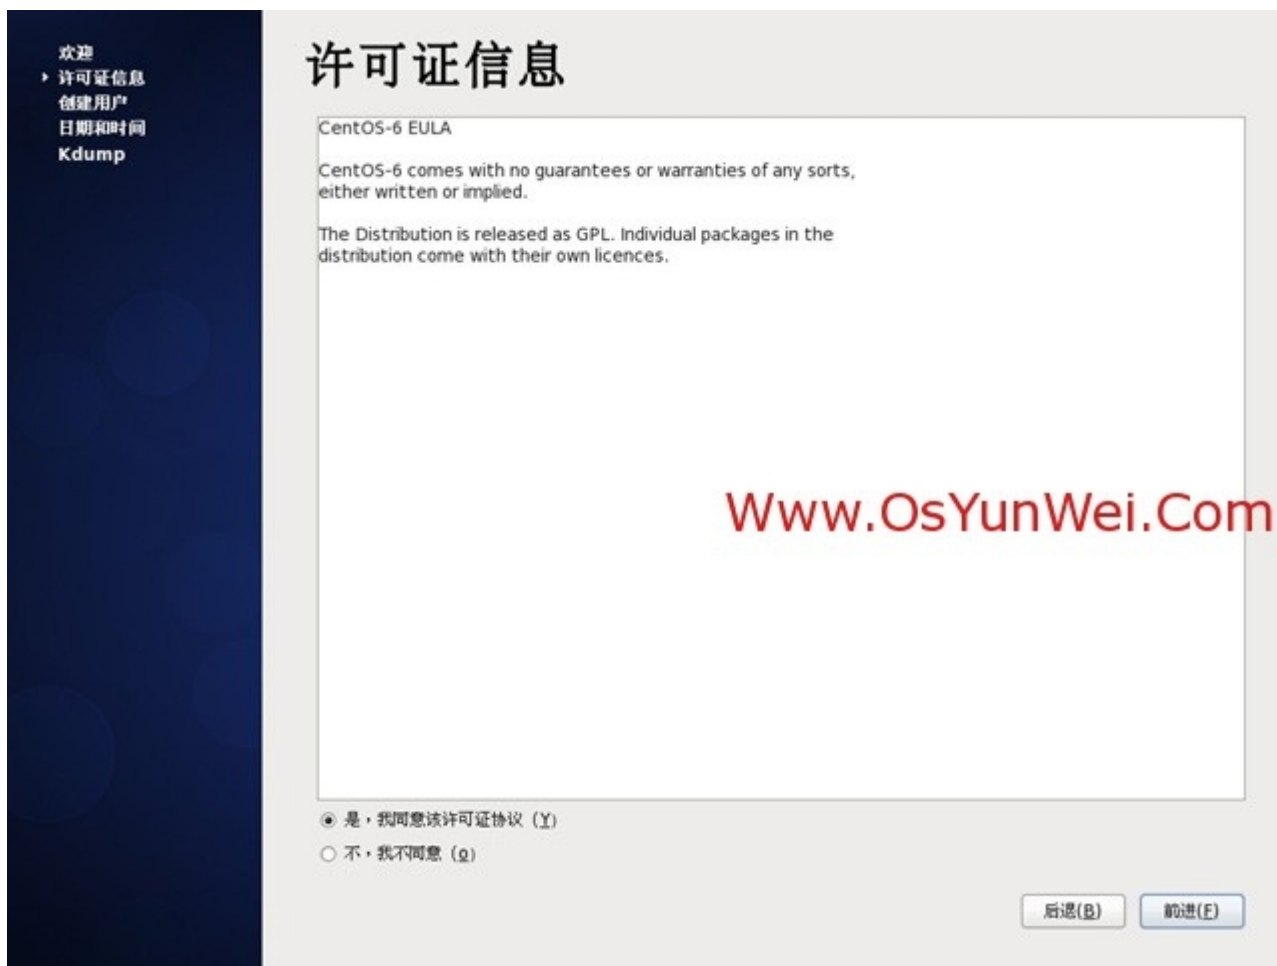 欢迎
许可证信息
创建用户
日期和时间
Kdump
许可证信息
CentOS-6 EULA
CentOS-6 comes with no guarantees or warranties of any sorts,
either written or implied.
The Distribution is released as GPL. Individual packages in the
distribution come with their own licences.
Www.OsYunWei.Com
是，我同意该许可证协议 (Y)
不，我不同意 (o)
后退(B)
前进(F)